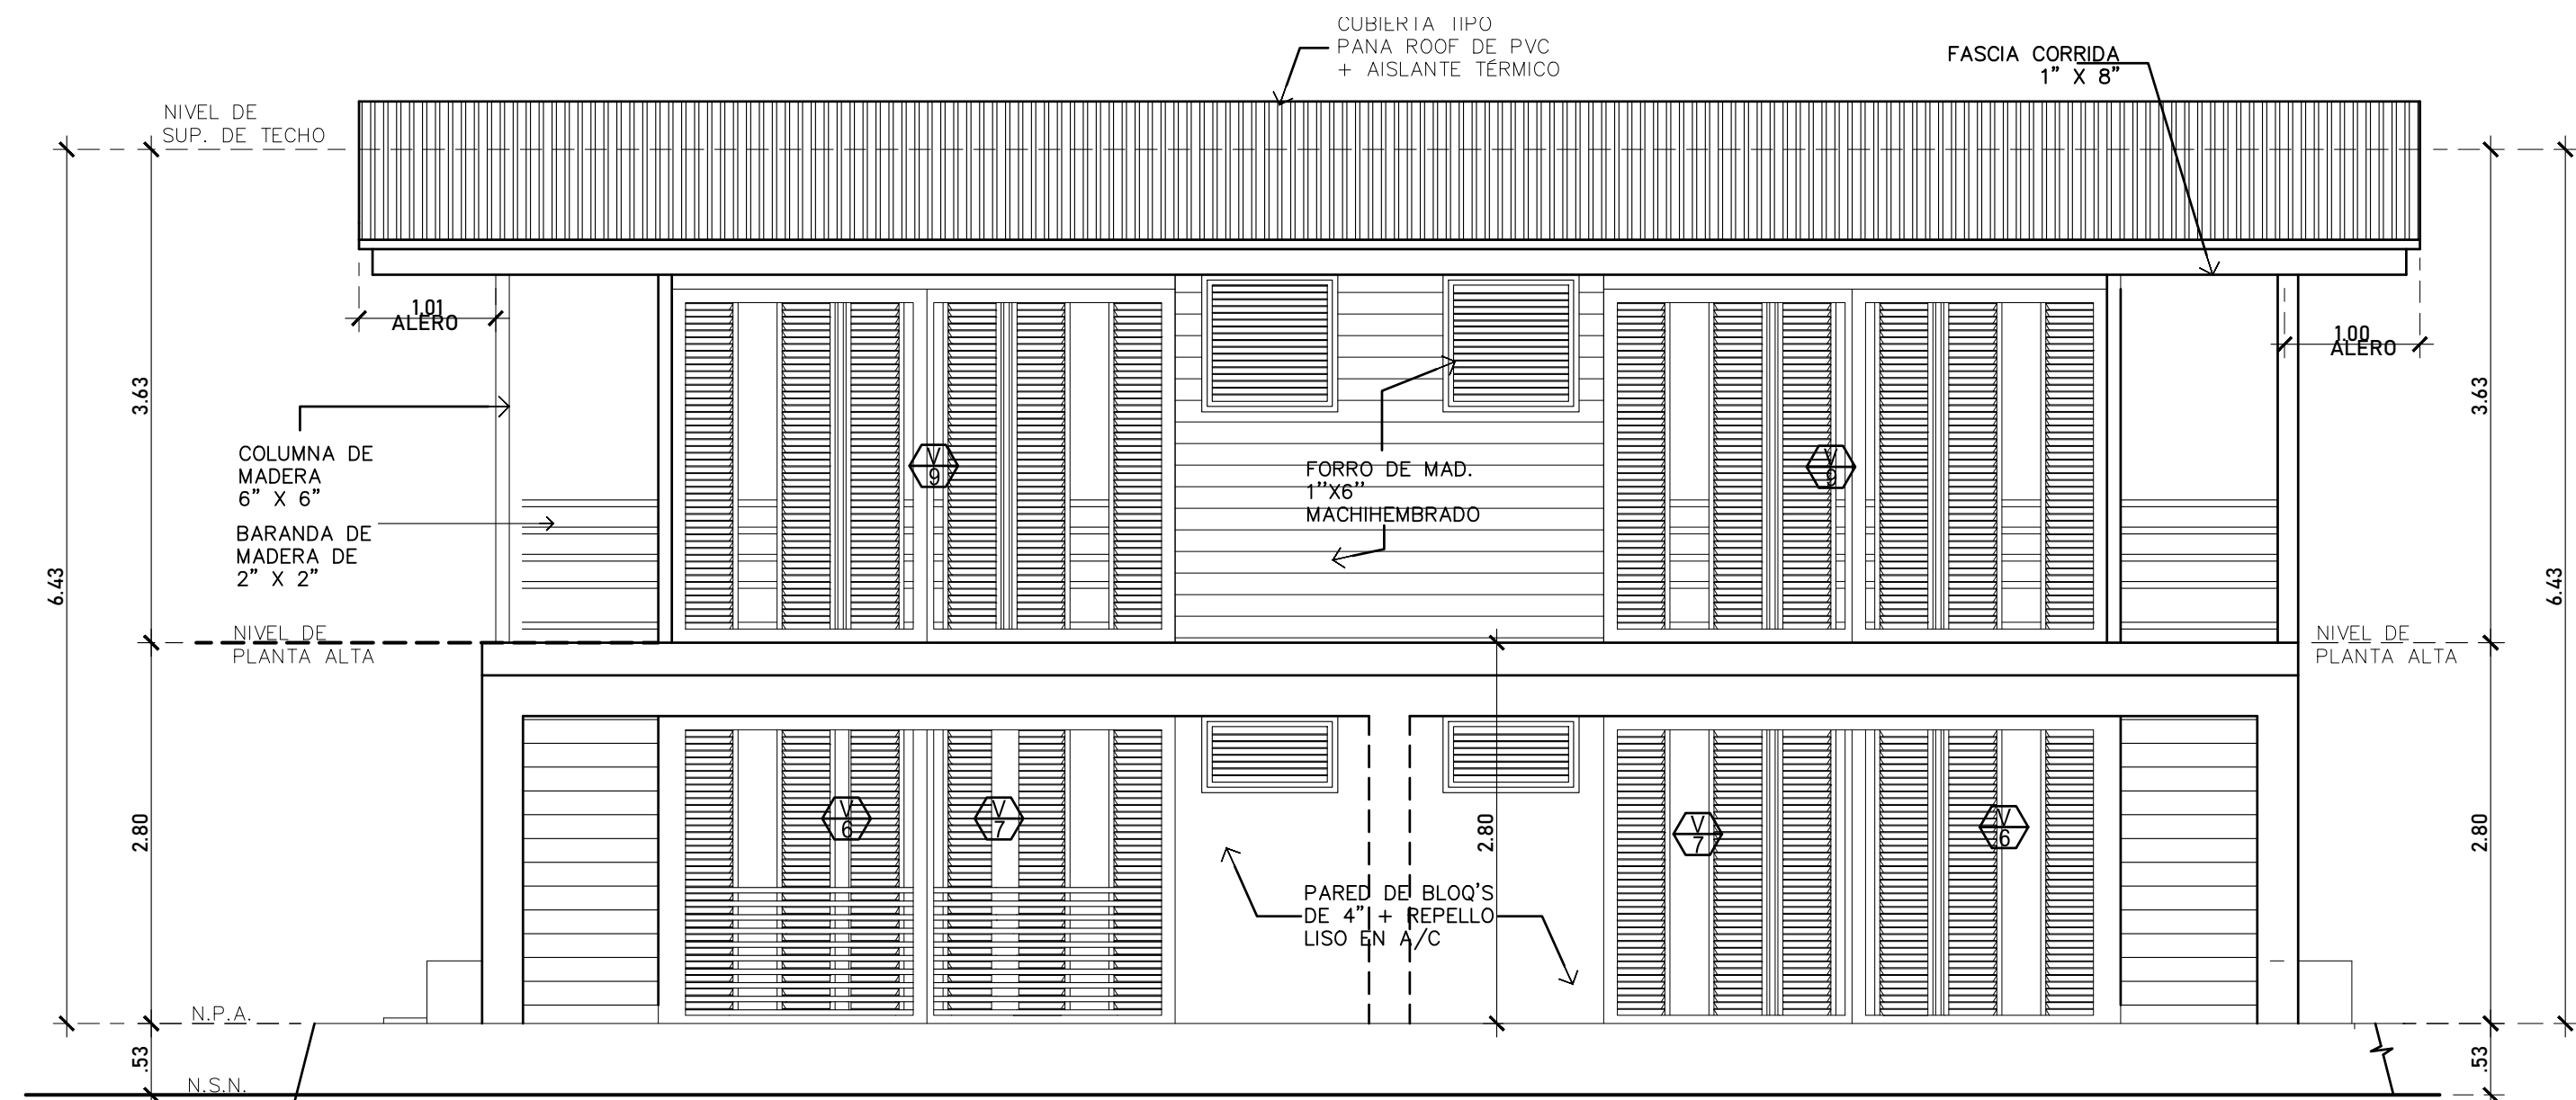 CUBIERTA TIPO
PANA ROOF DE PVC
+ AISLANTE TÉRMICO
FASCIA CORRIDA
1" X 8"
NIVEL DE
SUP. DE TECHO
1.01
ALERO
1.00
ALERO
3.63
3.63
COLUMNA DE
MADERA
6" X 6"
BARANDA DE
MADERA DE
2" X 2"
V
9
FORRO DE MAD.
1"X6"
MACHIHEMBRADO
V
9
6.43
6.43
NIVEL DE
PLANTA ALTA
NIVEL DE
PLANTA ALTA
2.80
V
6
V
7
2.80
V
7
V
6
2.80
PARED DE BLOQ'S
DE 4" + REPELLO
LISO EN A/C
N.P.A.
.53
.53
N.S.N.